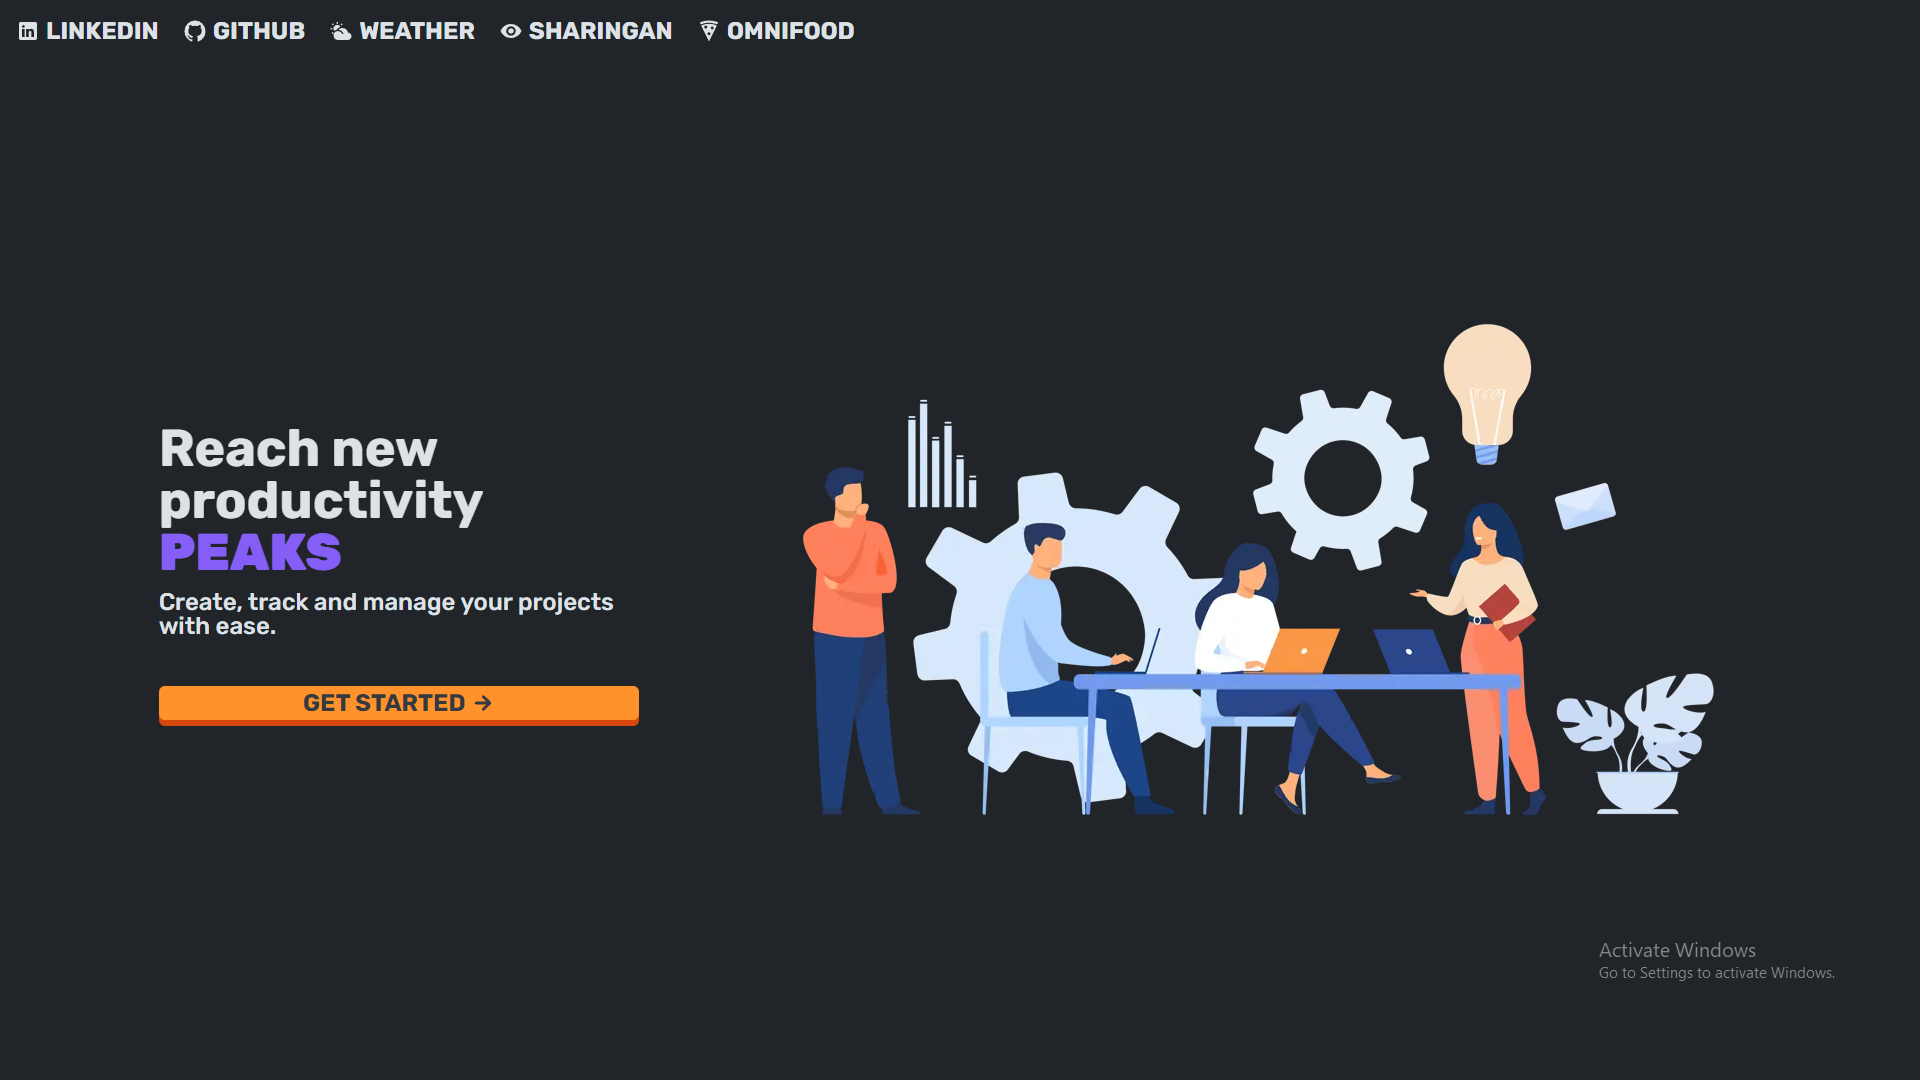 LINKEDIN GITHUB WEATHER SHARINGAN OMNIFOOD
Reach new
productivity
PEAKS
Create, track and manage your projects
with ease.
GET STARTED →
Activate Windows
Go to Settings to activate Windows.